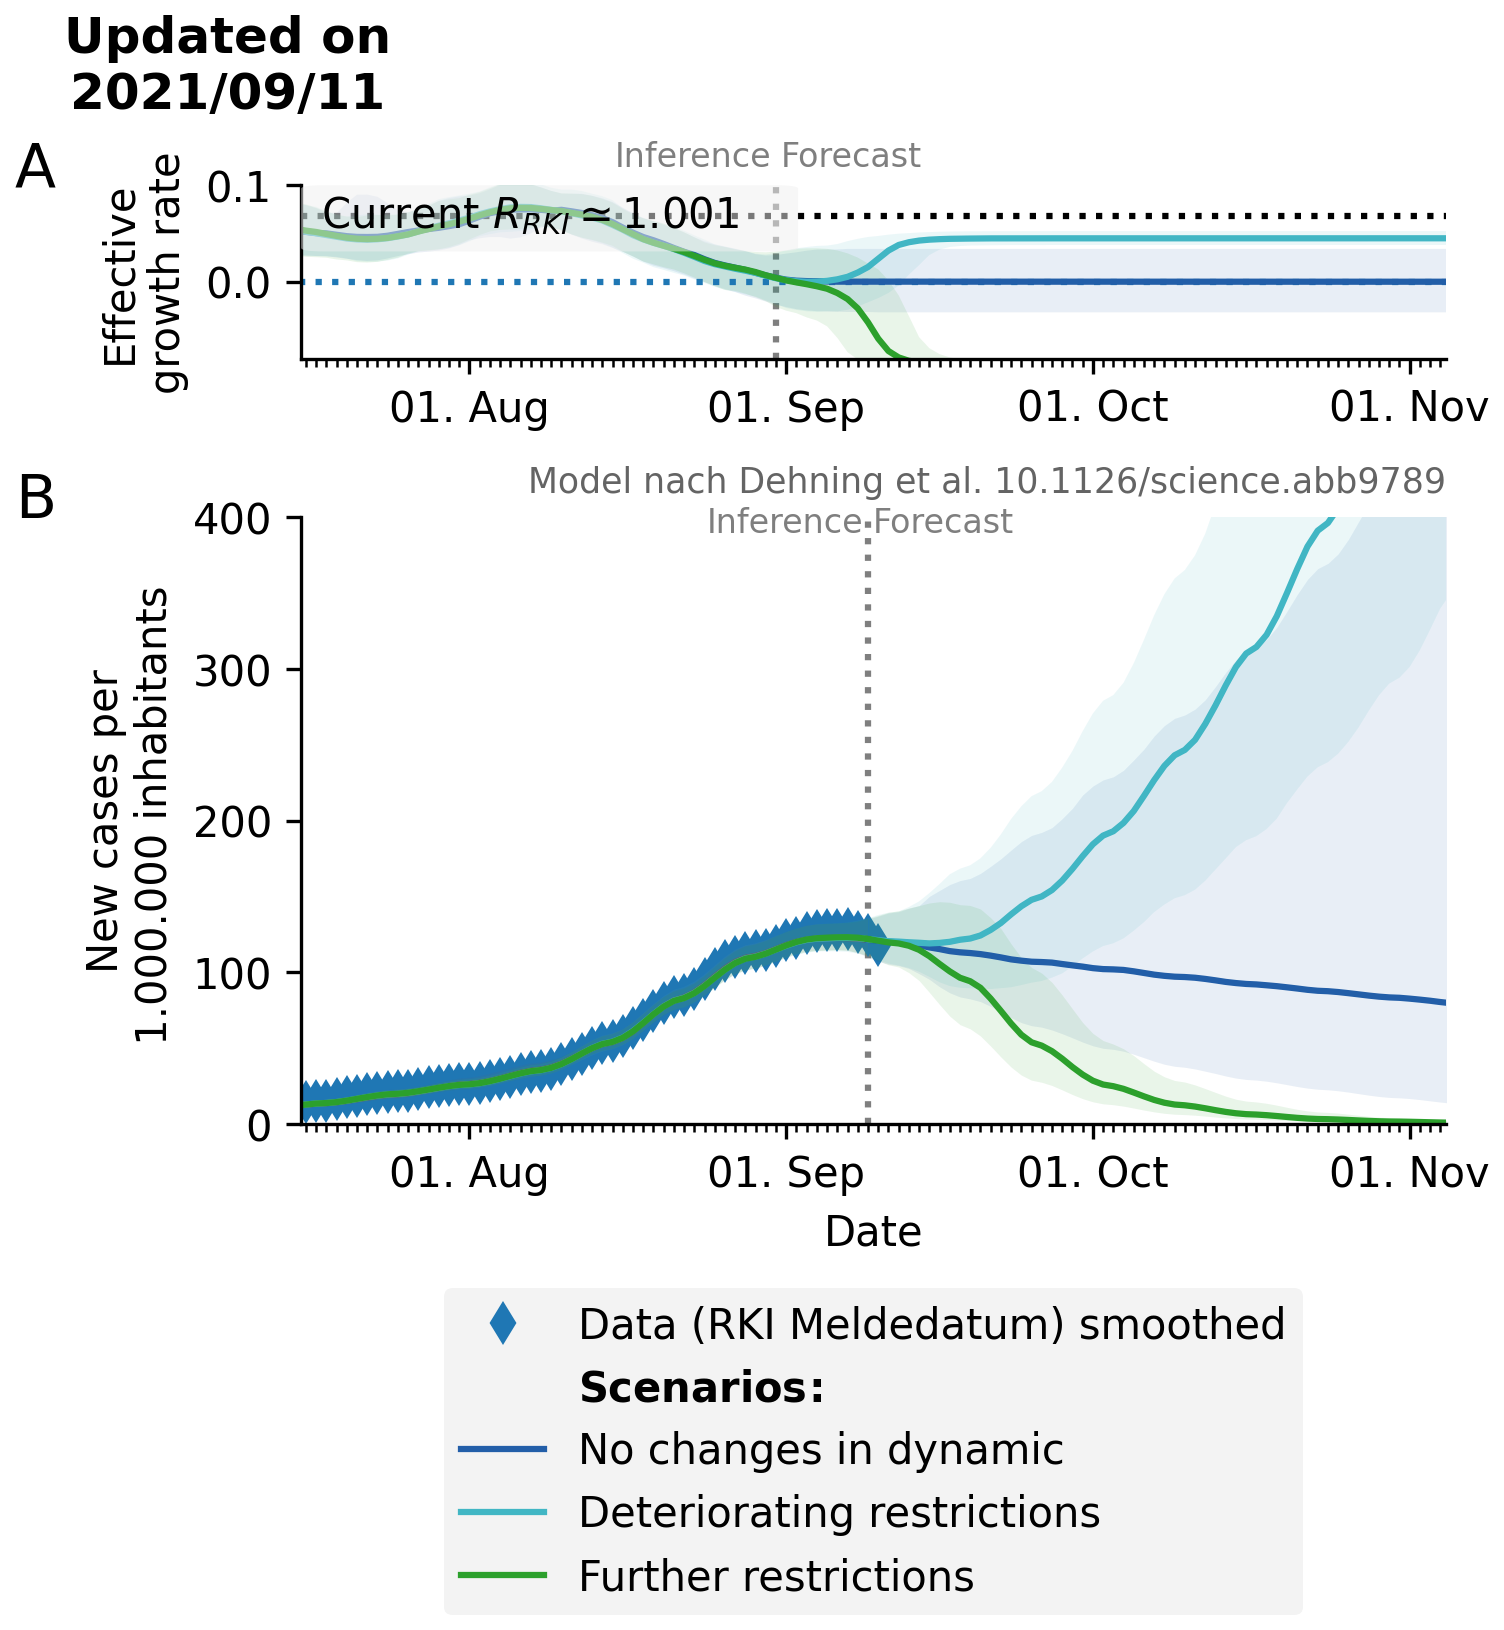 Updated on
2021/09/11
A
Inference Forecast
Effective
growth rate
0.1
0.0
Current R_RKI ≃ 1.001
01. Aug
01. Sep
01. Oct
01. Nov
B
Model nach Dehning et al. 10.1126/science.abb9789
Inference Forecast
New cases per
1.000.000 inhabitants
400
300
200
100
0
01. Aug
01. Sep
01. Oct
01. Nov
Date
Data (RKI Meldedatum) smoothed
Scenarios:
No changes in dynamic
Deteriorating restrictions
Further restrictions